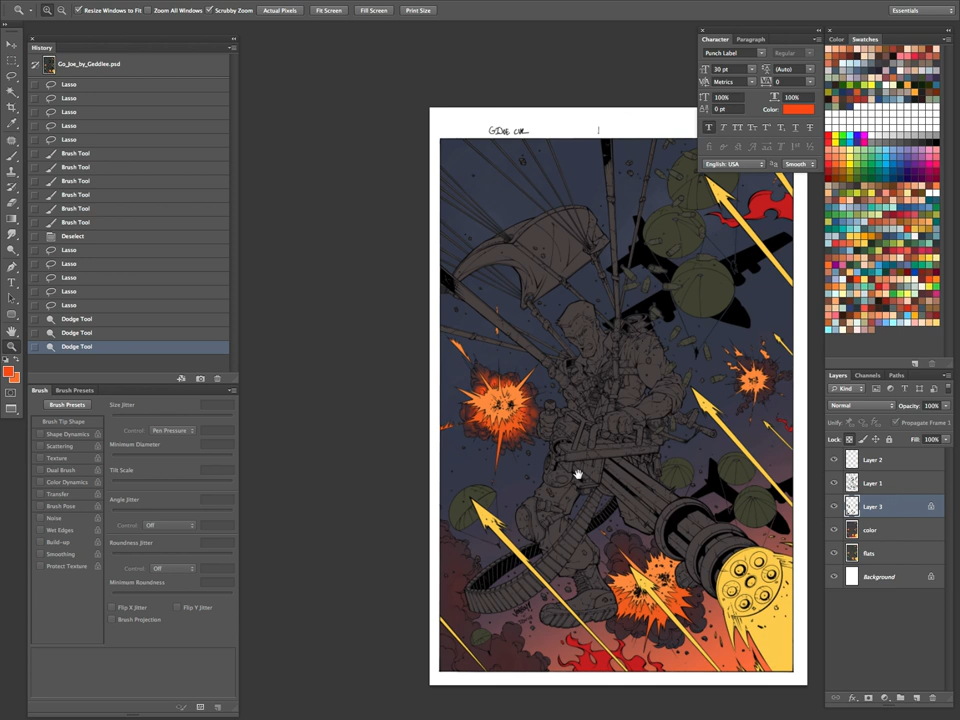 Resize Windows to Fit
Zoom All Windows
Scrubby Zoom
Actual Pixels
Fit Screen
Fill Screen
Print Size
Essentials
History
Go_Joe_by_Geddlee.psd
Lasso
Lasso
Lasso
Lasso
Lasso
Brush Tool
Brush Tool
Brush Tool
Brush Tool
Brush Tool
Brush Tool
Deselect
Lasso
Lasso
Lasso
Lasso
Lasso
Dodge Tool
Dodge Tool
Dodge Tool
Brush
Brush Presets
Brush Presets
Brush Tip Shape
Shape Dynamics
Scattering
Texture
Dual Brush
Color Dynamics
Transfer
Brush Pose
Noise
Wet Edges
Build-up
Smoothing
Protect Texture
Size Jitter
Control: Pen Pressure
Minimum Diameter
Tilt Scale
Angle Jitter
Control: Off
Roundness Jitter
Control: Off
Minimum Roundness
Flip X Jitter
Flip Y Jitter
Brush Projection
Character
Paragraph
Punch Label
Regular
30 pt
(Auto)
Metrics
0
100%
100%
0 pt
Color:
English: USA
Smooth
Color
Swatches
Layers
Channels
Paths
Kind
Normal
Opacity: 100%
Unify:
Propagate Frame 1
Lock:
Fill: 100%
Layer 2
Layer 1
Layer 3
color
flats
Background